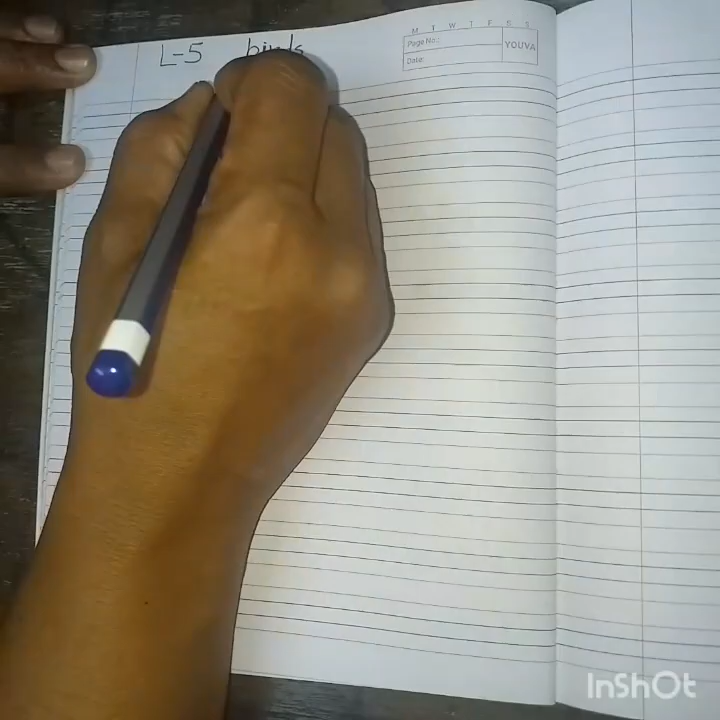 L-5 birds
M T W T F S S
Page No.:
YOUVA
Date:
InShOt